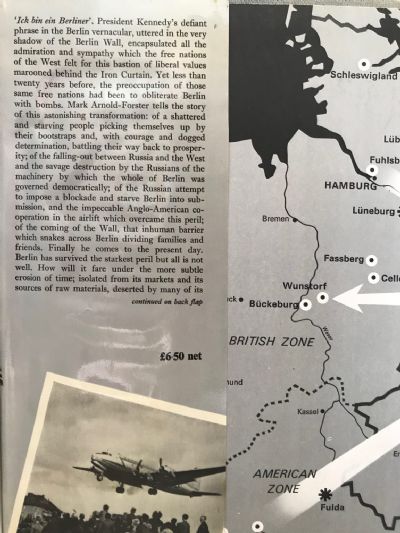 'Ich bin ein Berliner'. President Kennedy's defiant
phrase in the Berlin vernacular, uttered in the very
shadow of the Berlin Wall, encapsulated all the
admiration and sympathy which the free nations
of the West felt for this bastion of liberal values
marooned behind the Iron Curtain. Yet less than
twenty years before, the preoccupation of those
same free nations had been to obliterate Berlin
with bombs. Mark Arnold-Forster tells the story
of this astonishing transformation: of a shattered
and starving people picking themselves up by
their bootstraps and, with courage and dogged
determination, battling their way back to prosper-
ity; of the falling-out between Russia and the West
and the savage destruction by the Russians of the
machinery by which the whole of Berlin was
governed democratically; of the Russian attempt
to impose a blockade and starve Berlin into sub-
mission, and the impeccable Anglo-American co-
operation in the airlift which overcame this peril;
of the coming of the Wall, that inhuman barrier
which snakes across Berlin dividing families and
friends. Finally he comes to the present day.
Berlin has survived the starkest peril but all is not
well. How will it fare under the more subtle
erosion of time; isolated from its markets and its
sources of raw materials, deserted by many of its
continued on back flap
£6·50 net
Schleswigland
Lüb
Fuhlsb
HAMBURG
Lüneburg
Bremen
Fassberg
Celle
Wunstorf
ck
Bückeburg
Weser
BRITISH ZONE
mund
Kassel
AMERICAN
ZONE
Fulda